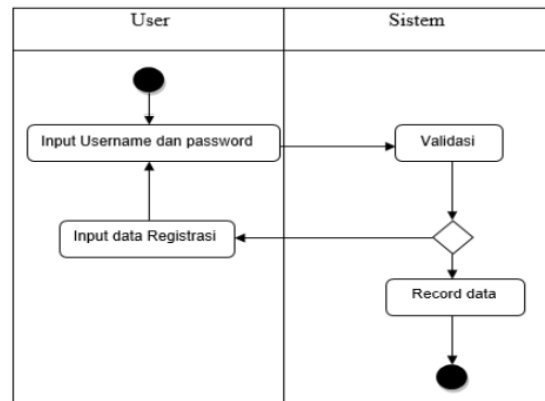 User
Sistem
Input Username dan password
Validasi
Input data Registrasi
Record data